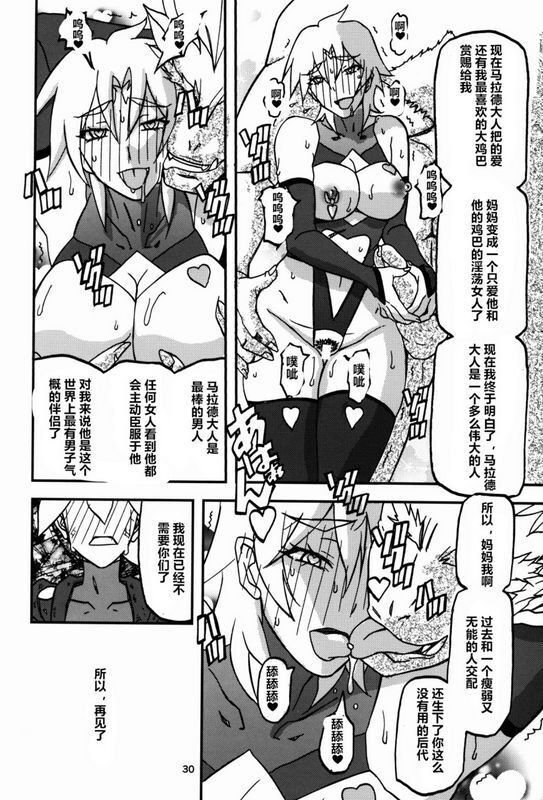 现在马拉德大人把的爱
还有我最喜欢的大鸡巴
赏赐给我
妈妈变成一个只爱他和
他的鸡巴的淫荡女人了
现在我终于明白了，马拉德
大人是一个多么伟大的人
啊♥
啊♥
呜呜呜♥
呜呜呜♥
噗呲
噗呲
呜呜♥
呜呜♥
马拉德大人是
最棒的男人
任何女人看到他都
会主动臣服于他
对我来说他是这个
世界上最有男子气
概的伴侣了
所以，妈妈我啊
过去和一个瘦弱又
无能的人交配
还生下了你这么
没有用的后代
舔舔舔♥
舔舔舔♥
我现在已经不
需要你们了
所以，再见了
30